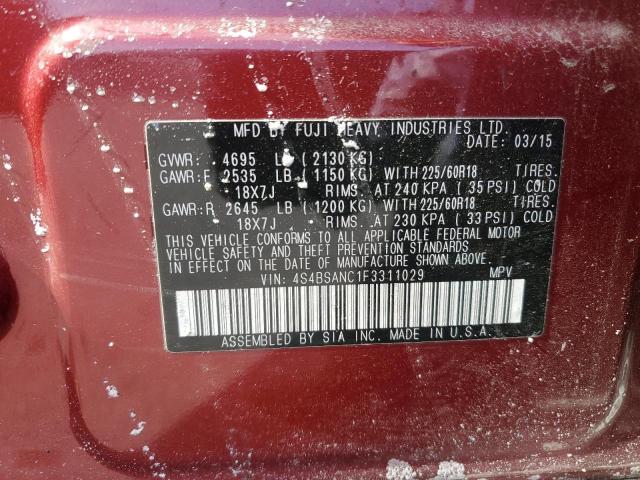 MFD BY FUJI HEAVY INDUSTRIES LTD.
DATE: 03/15
GVWR: 4695 LB (2130 KG)
GAWR:F 2535 LB (1150 KG) WITH 225/60R18 TIRES.
18X7J RIMS. AT 240 KPA (35 PSI) COLD
GAWR:R 2645 LB (1200 KG) WITH 225/60R18 TIRES.
18X7J RIMS. AT 230 KPA (33 PSI) COLD
THIS VEHICLE CONFORMS TO ALL APPLICABLE FEDERAL MOTOR
VEHICLE SAFETY AND THEFT PREVENTION STANDARDS
IN EFFECT ON THE DATE OF MANUFACTURE SHOWN ABOVE.
VIN: 4S4BSANC1F3311029 MPV
ASSEMBLED BY SIA INC. MADE IN U.S.A.